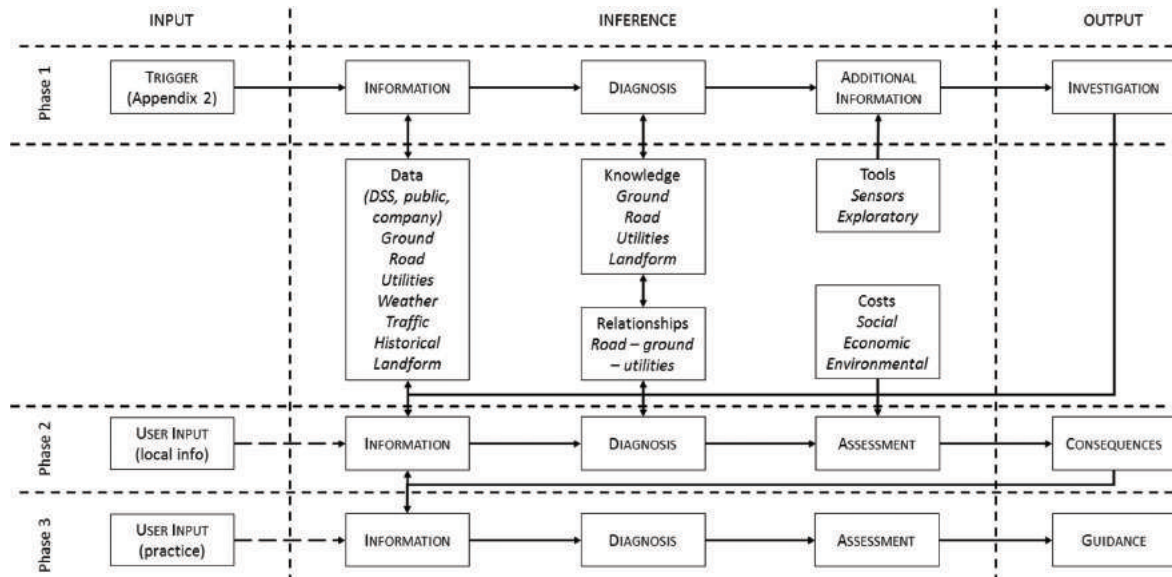 INPUT
INFERENCE
OUTPUT
Phase 1
TRIGGER
(Appendix 2)
INFORMATION
DIAGNOSIS
ADDITIONAL
INFORMATION
INVESTIGATION
Data
(DSS, public,
company)
Ground
Road
Utilities
Weather
Traffic
Historical
Landform
Knowledge
Ground
Road
Utilities
Landform
Relationships
Road – ground
– utilities
Tools
Sensors
Exploratory
Costs
Social
Economic
Environmental
Phase 2
USER INPUT
(local info)
INFORMATION
DIAGNOSIS
ASSESSMENT
CONSEQUENCES
Phase 3
USER INPUT
(practice)
INFORMATION
DIAGNOSIS
ASSESSMENT
GUIDANCE